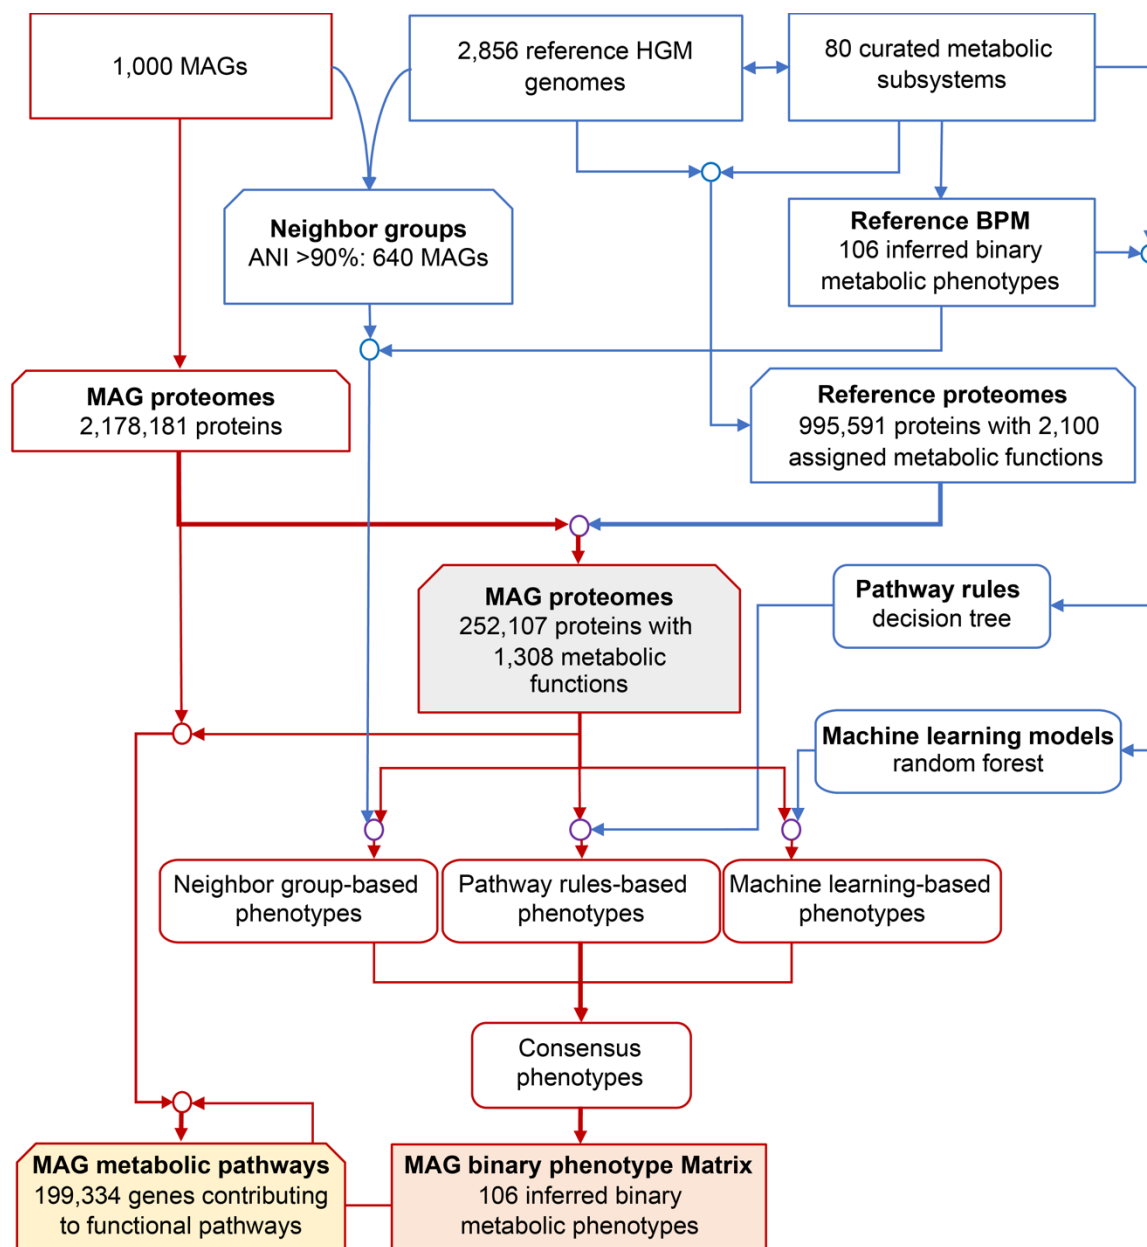 1,000 MAGs
2,856 reference HGM
genomes
80 curated metabolic
subsystems
Neighbor groups
ANI >90%: 640 MAGs
Reference BPM
106 inferred binary
metabolic phenotypes
MAG proteomes
2,178,181 proteins
Reference proteomes
995,591 proteins with 2,100
assigned metabolic functions
MAG proteomes
252,107 proteins with
1,308 metabolic
functions
Pathway rules
decision tree
Machine learning models
random forest
Neighbor group-based
phenotypes
Pathway rules-based
phenotypes
Machine learning-based
phenotypes
Consensus
phenotypes
MAG metabolic pathways
199,334 genes contributing
to functional pathways
MAG binary phenotype Matrix
106 inferred binary
metabolic phenotypes